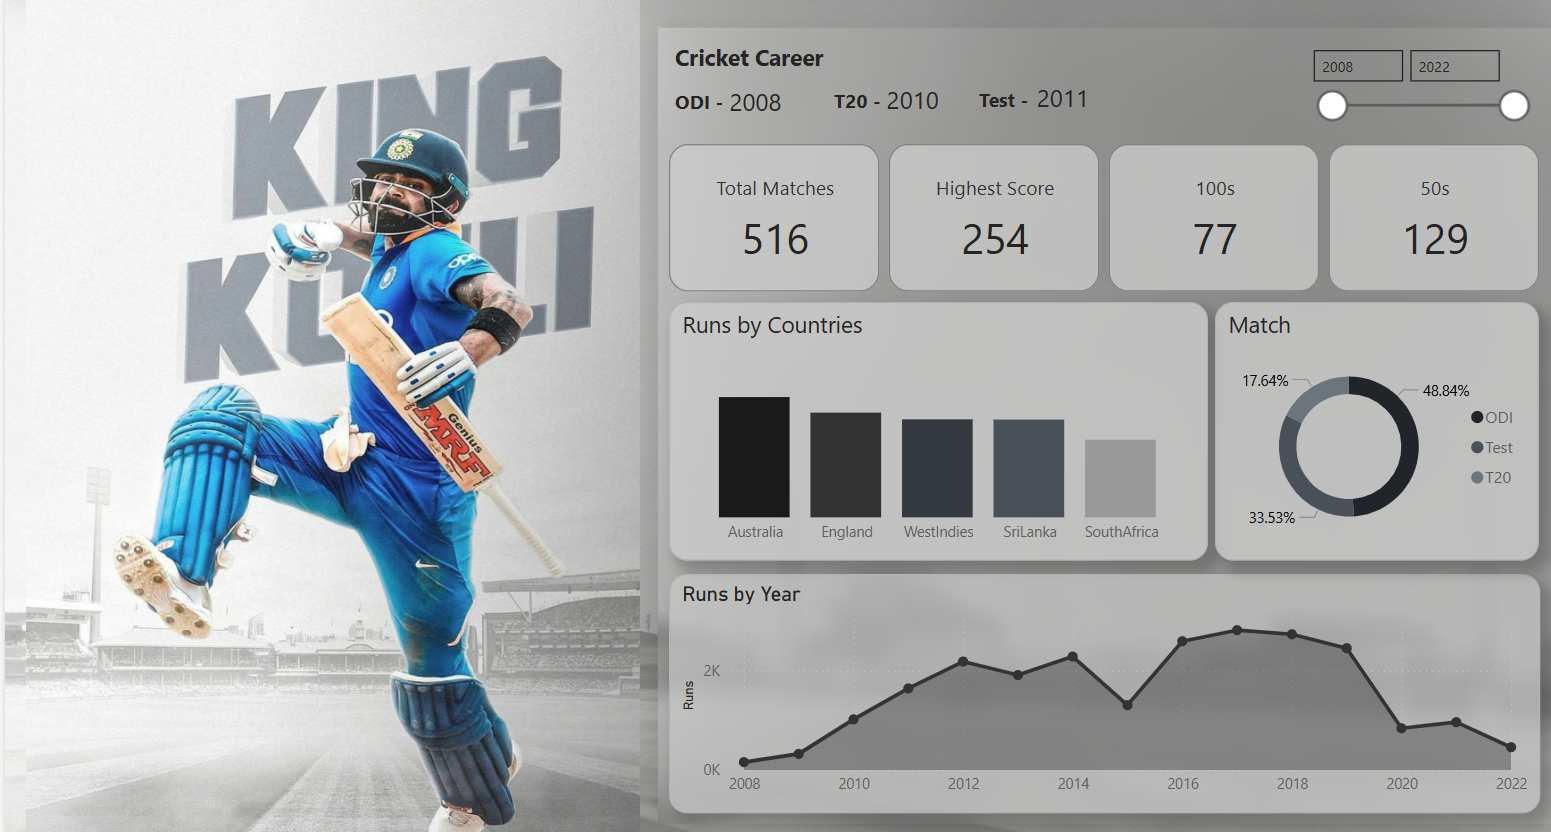 KING
KOHLI
oppo
Genius
MRF
Cricket Career
ODI - 2008
T20 - 2010
Test - 2011
2008
2022
Total Matches
516
Highest Score
254
100s
77
50s
129
Runs by Countries
Australia
England
WestIndies
SriLanka
SouthAfrica
Match
17.64%
48.84%
33.53%
ODI
Test
T20
Runs by Year
Runs
2K
0K
2008
2010
2012
2014
2016
2018
2020
2022